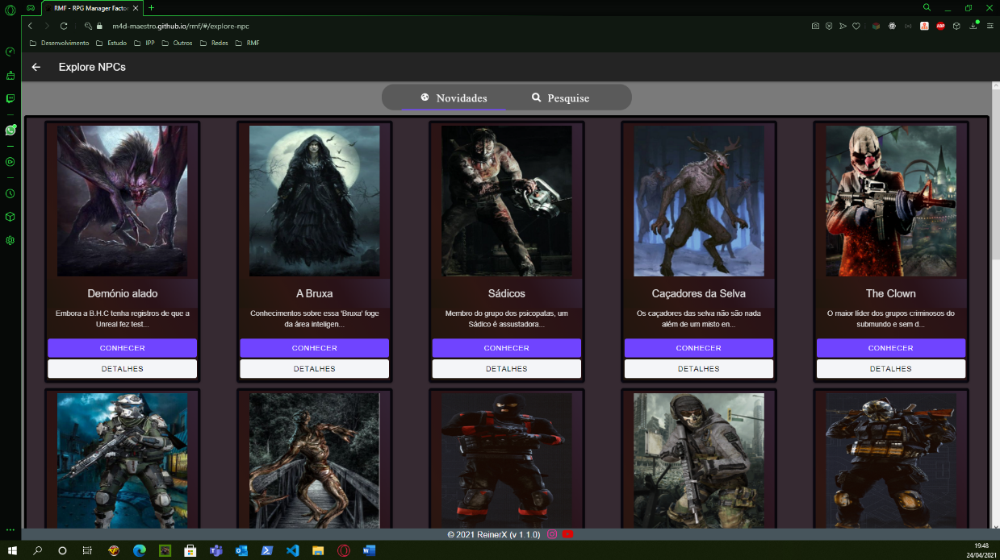 RMF - RPG Manager Factor
m4d-maestro.github.io/rmf/#/explore-npc
Desenvolvimento Estudo IPP Outros Redes RMF
Explore NPCs
Novidades Pesquise
Demónio alado
Embora a B.H.C tenha registros de que a
Unreal fez test...
CONHECER
DETALHES
A Bruxa
Conhecimentos sobre essa 'Bruxa' foge
da área inteligen...
CONHECER
DETALHES
Sádicos
Membro do grupo dos psicopatas, um
Sádico é assustadora...
CONHECER
DETALHES
Caçadores da Selva
Os caçadores das selva não são nada
além de um misto en...
CONHECER
DETALHES
The Clown
O maior líder dos grupos criminosos do
submundo e sem d...
CONHECER
DETALHES
© 2021 ReinerX (v 1.1.0)
19:48
24/04/2021